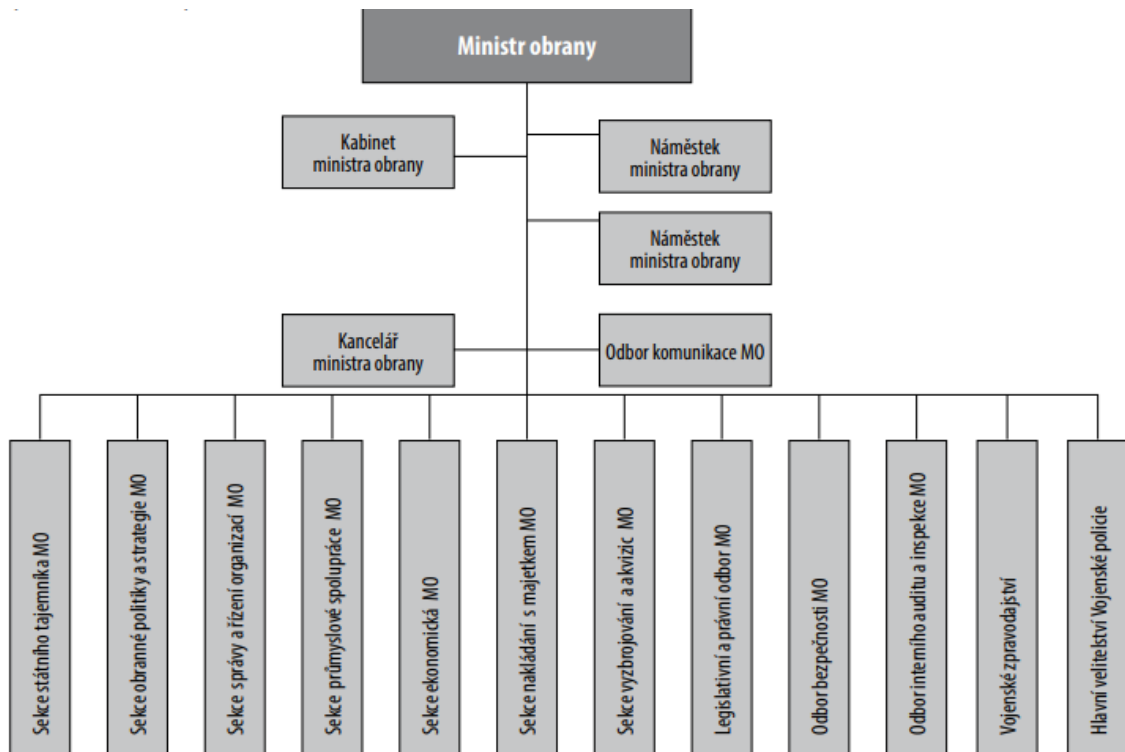 Ministr obrany
Kabinet
ministra obrany
Náměstek
ministra obrany
Náměstek
ministra obrany
Kancelář
ministra obrany
Odbor komunikace MO
Sekce státního tajemníka MO
Sekce obranné politiky a strategie MO
Sekce správy a řízení organizací MO
Sekce průmyslové spolupráce MO
Sekce ekonomická MO
Sekce nakládání s majetkem MO
Sekce vyzbrojování a akvizic MO
Legislativní a právní odbor MO
Odbor bezpečnosti MO
Odbor interního auditu a inspekce MO
Vojenské zpravodajství
Hlavní velitelství Vojenské policie